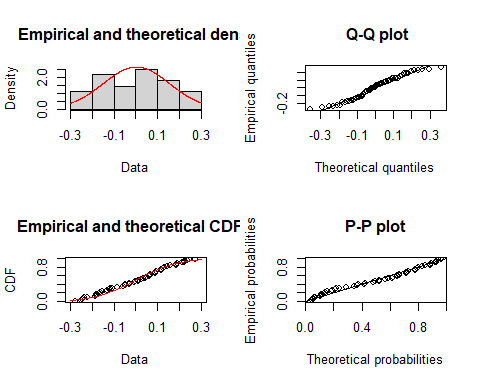 Empirical and theoretical den
Density
0.0 2.0
-0.3 -0.1 0.1 0.3
Data
Q-Q plot
Empirical quantiles
-0.2
-0.3 -0.1 0.1 0.3
Theoretical quantiles
Empirical and theoretical CDF
CDF
0.0 0.8
-0.3 -0.1 0.1 0.3
Data
P-P plot
Empirical probabilities
0.0 0.8
0.0 0.4 0.8
Theoretical probabilities